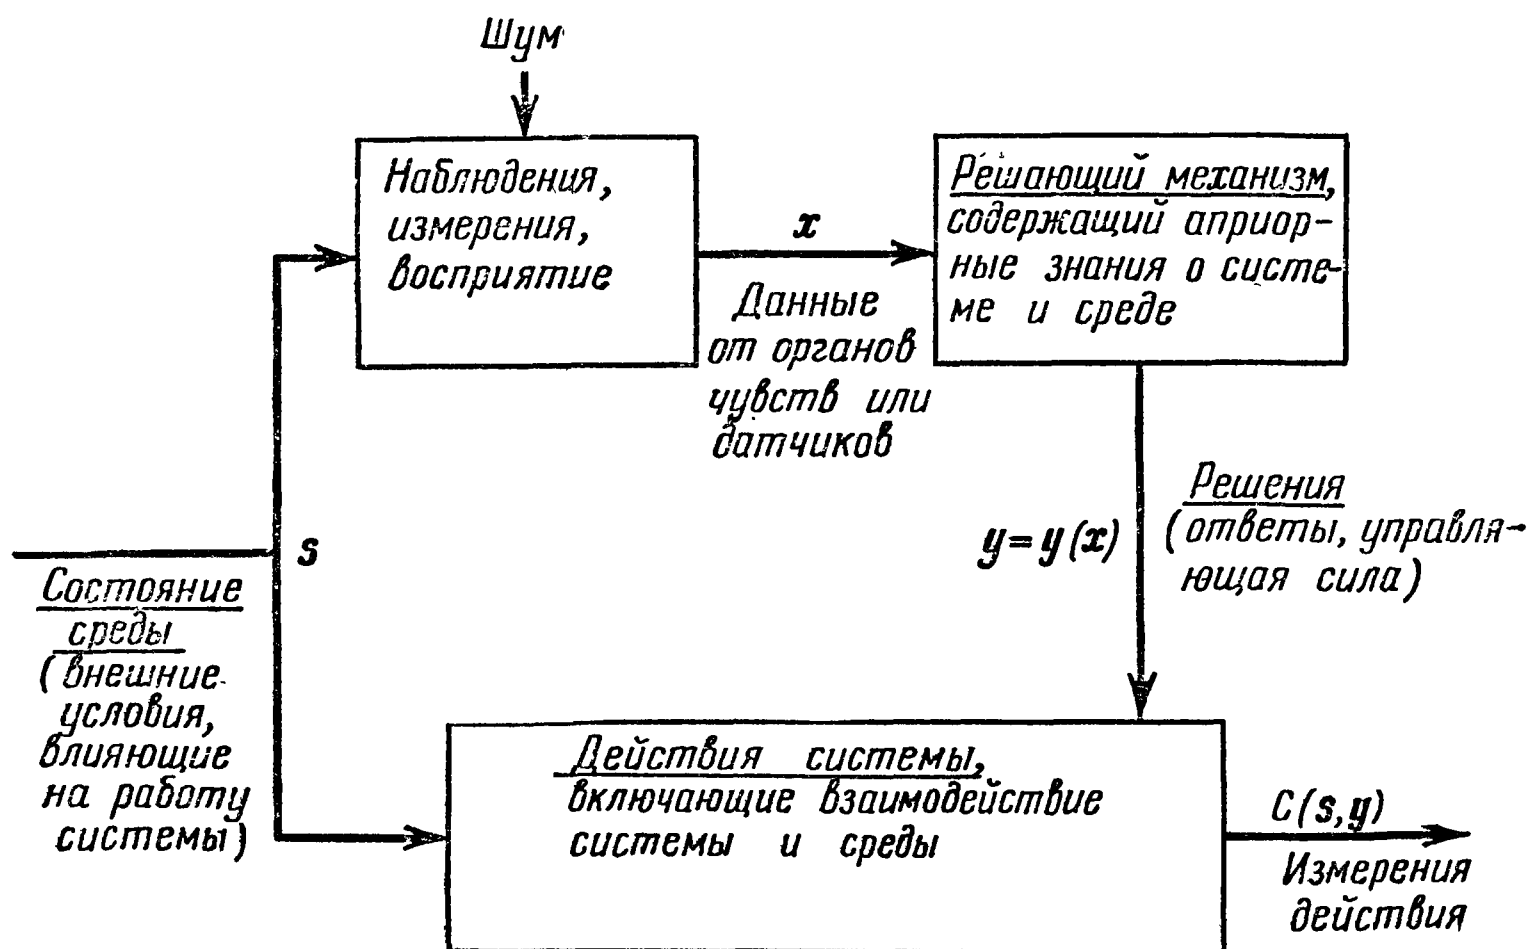 Шум
Наблюдения,
измерения,
восприятие
x
Данные
от органов
чувств или
датчиков
Решающий механизм,
содержащий априор-
ные знания о систе-
ме и среде
y = y(x)
Решения
(ответы, управля-
ющая сила)
s
Состояние
среды
(внешние
условия,
влияющие
на работу
системы)
Действия системы,
включающие взаимодействие
системы и среды
C(s,y)
Измерения
действия